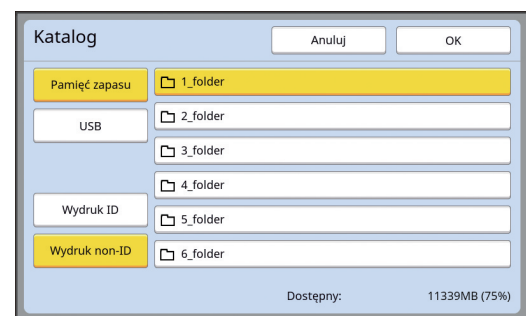 Katalog
Anuluj
OK
Pamięć zapasu
USB
Wydruk ID
Wydruk non-ID
1_folder
2_folder
3_folder
4_folder
5_folder
6_folder
Dostępny: 11339MB (75%)